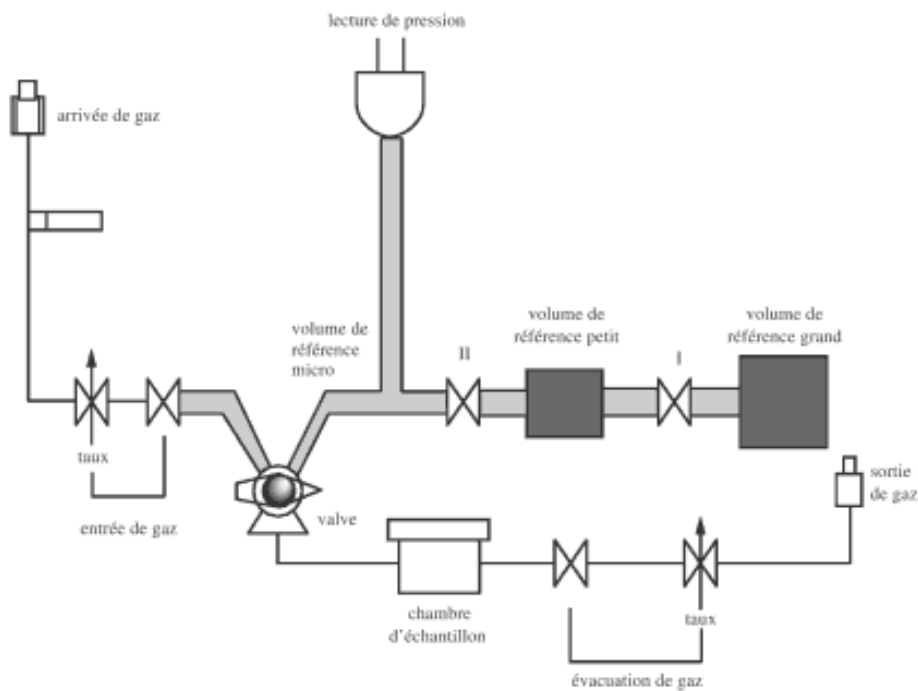 lecture de pression
arrivée de gaz
volume de
référence
micro
II
volume de
référence petit
I
volume de
référence grand
taux
entrée de gaz
valve
sortie
de gaz
chambre
d'échantillon
taux
évacuation de gaz